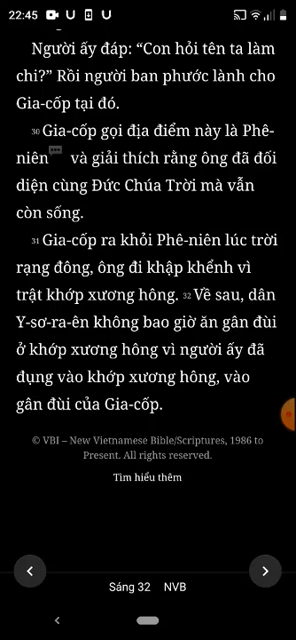 22:45
Người ấy đáp: “Con hỏi tên ta làm
chi?” Rồi người ban phước lành cho
Gia-cốp tại đó.
30 Gia-cốp gọi địa điểm này là Phê-
niên và giải thích rằng ông đã đối
diện cùng Đức Chúa Trời mà vẫn
còn sống.
31 Gia-cốp ra khỏi Phê-niên lúc trời
rạng đông, ông đi khập khểnh vì
trật khớp xương hông. 32 Về sau, dân
Y-sơ-ra-ên không bao giờ ăn gân đùi
ở khớp xương hông vì người ấy đã
đụng vào khớp xương hông, vào
gân đùi của Gia-cốp.
© VBI – New Vietnamese Bible/Scriptures, 1986 to
Present. All rights reserved.
Tìm hiểu thêm
Sáng 32 NVB